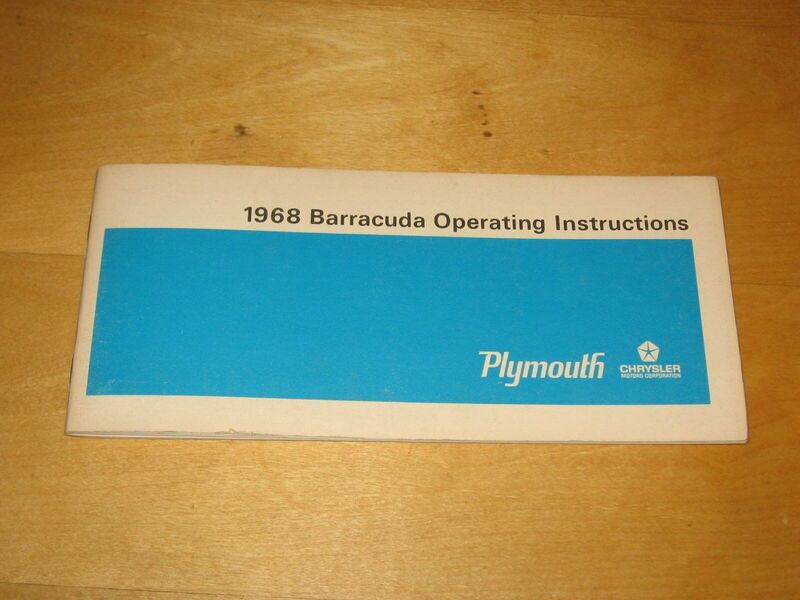 1968 Barracuda Operating Instructions
Plymouth
CHRYSLER
MOTORS CORPORATION